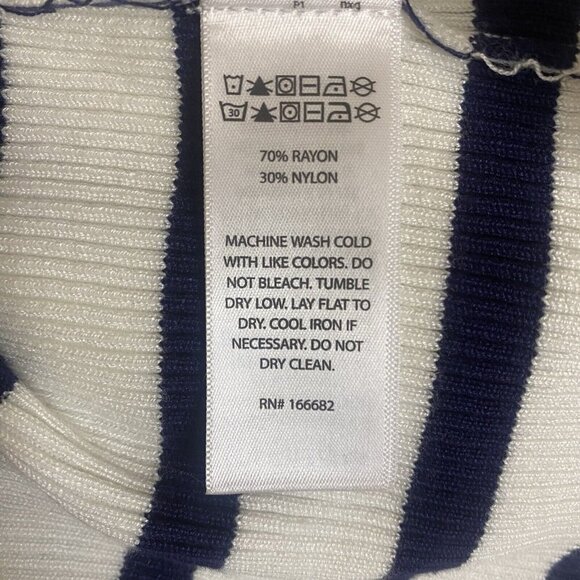 30
70% RAYON
30% NYLON
MACHINE WASH COLD
WITH LIKE COLORS. DO
NOT BLEACH. TUMBLE
DRY LOW. LAY FLAT TO
DRY. COOL IRON IF
NECESSARY. DO NOT
DRY CLEAN.
RN# 166682